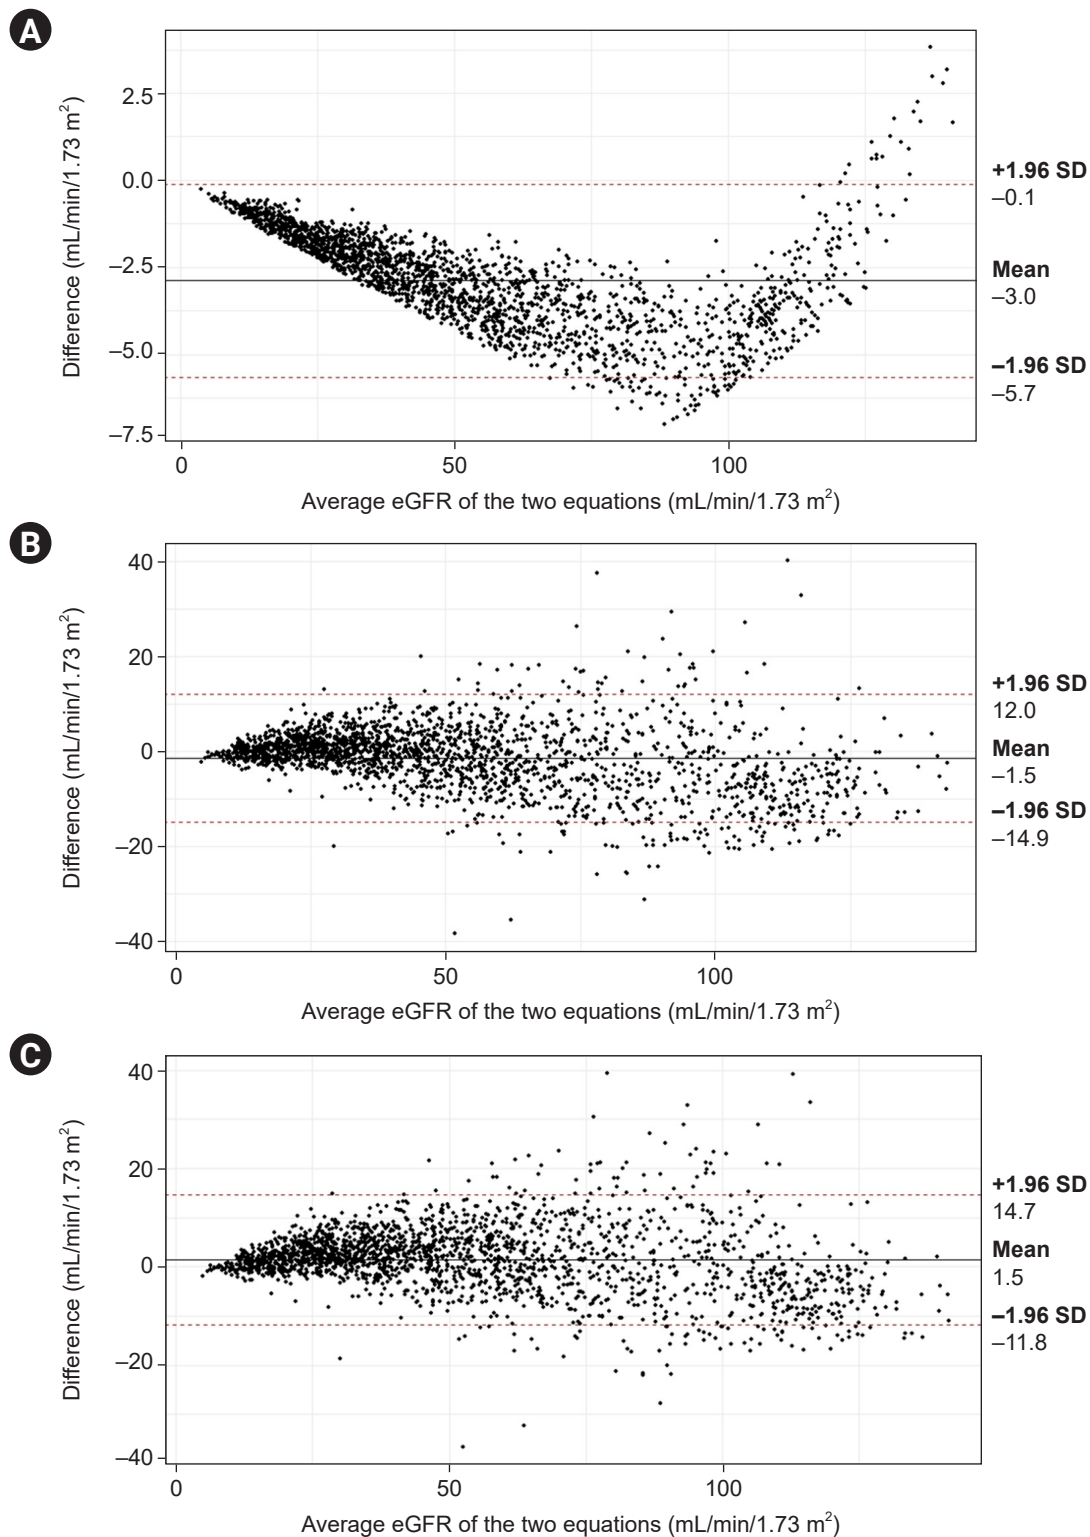 A
Difference (mL/min/1.73 m²)
2.5
0.0
–2.5
–5.0
–7.5
0
50
100
Average eGFR of the two equations (mL/min/1.73 m²)
+1.96 SD
–0.1
Mean
–3.0
–1.96 SD
–5.7
B
Difference (mL/min/1.73 m²)
40
20
0
–20
–40
0
50
100
Average eGFR of the two equations (mL/min/1.73 m²)
+1.96 SD
12.0
Mean
–1.5
–1.96 SD
–14.9
C
Difference (mL/min/1.73 m²)
40
20
0
–20
–40
0
50
100
Average eGFR of the two equations (mL/min/1.73 m²)
+1.96 SD
14.7
Mean
1.5
–1.96 SD
–11.8